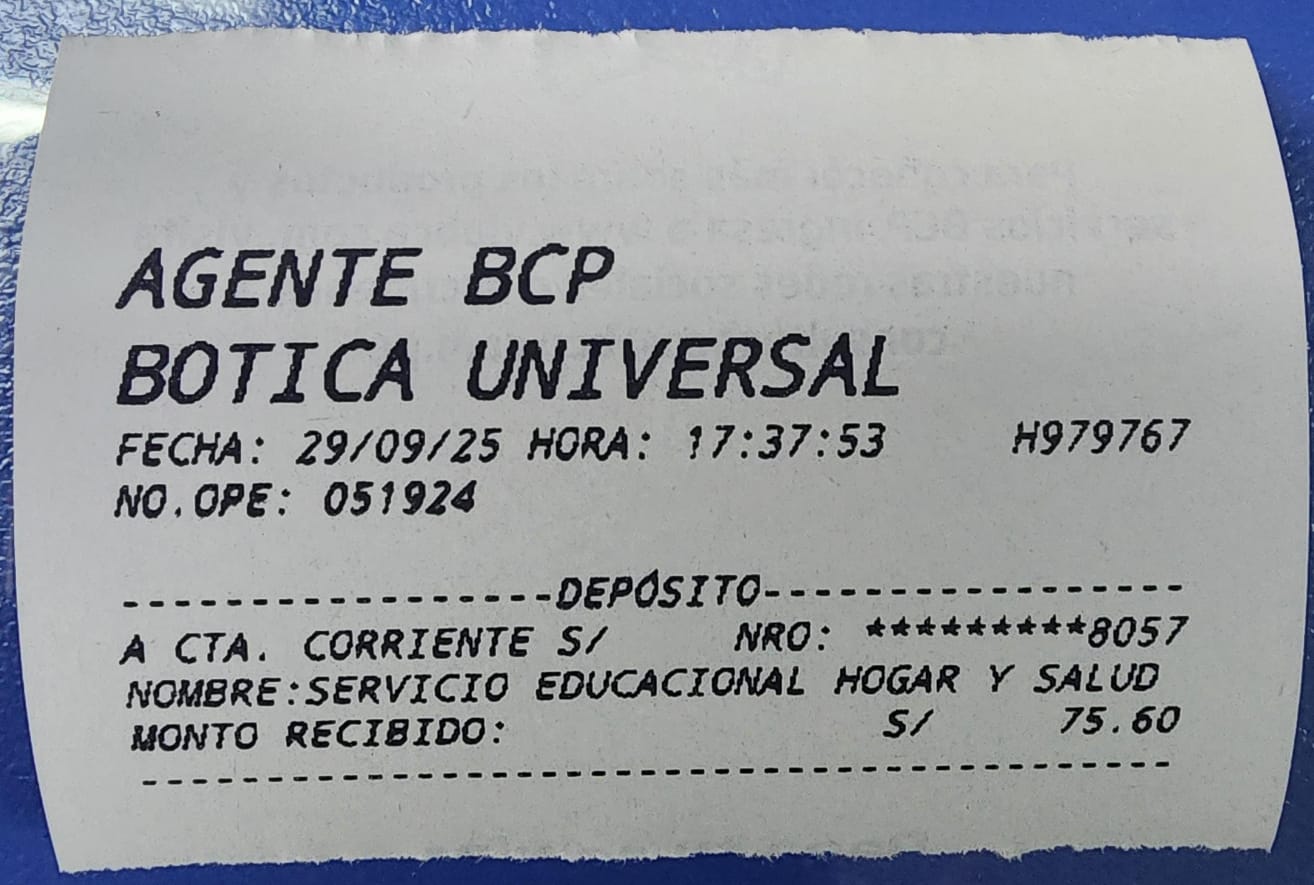 AGENTE BCP
BOTICA UNIVERSAL
FECHA: 29/09/25 HORA: 17:37:53 H979767
NO.OPE: 051924
------------------DEPÓSITO------------------
A CTA. CORRIENTE S/ NRO: *********8057
NOMBRE:SERVICIO EDUCACIONAL HOGAR Y SALUD
MONTO RECIBIDO: S/ 75.60
--------------------------------------------